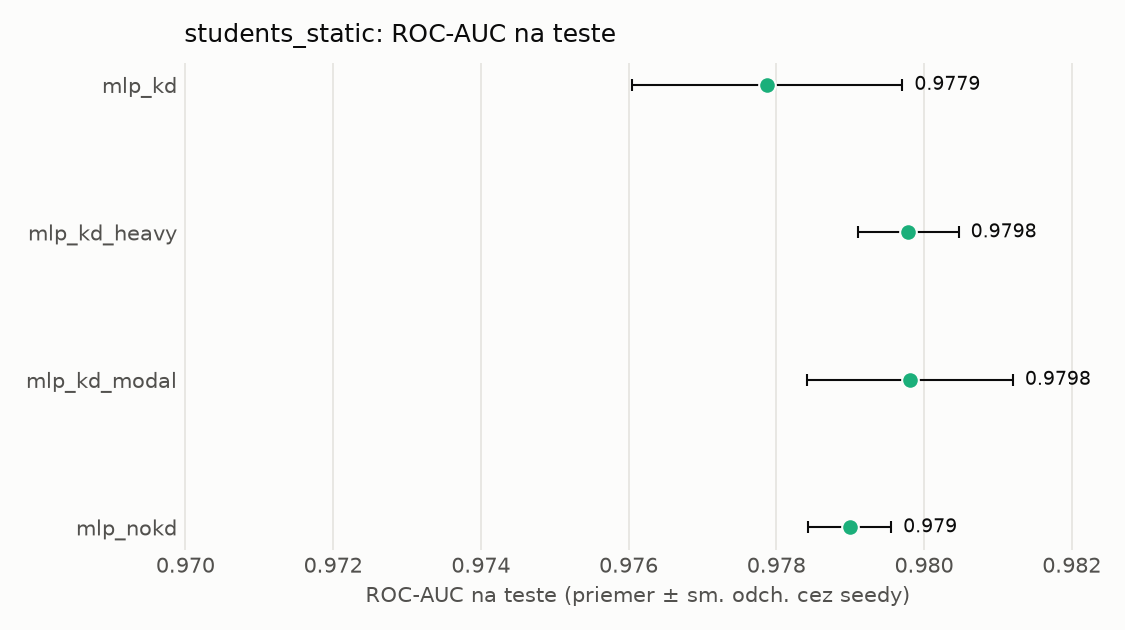 students_static: ROC-AUC na teste
mlp_kd
0.9779
mlp_kd_heavy
0.9798
mlp_kd_modal
0.9798
mlp_nokd
0.979
0.970 0.972 0.974 0.976 0.978 0.980 0.982
ROC-AUC na teste (priemer ± sm. odch. cez seedy)